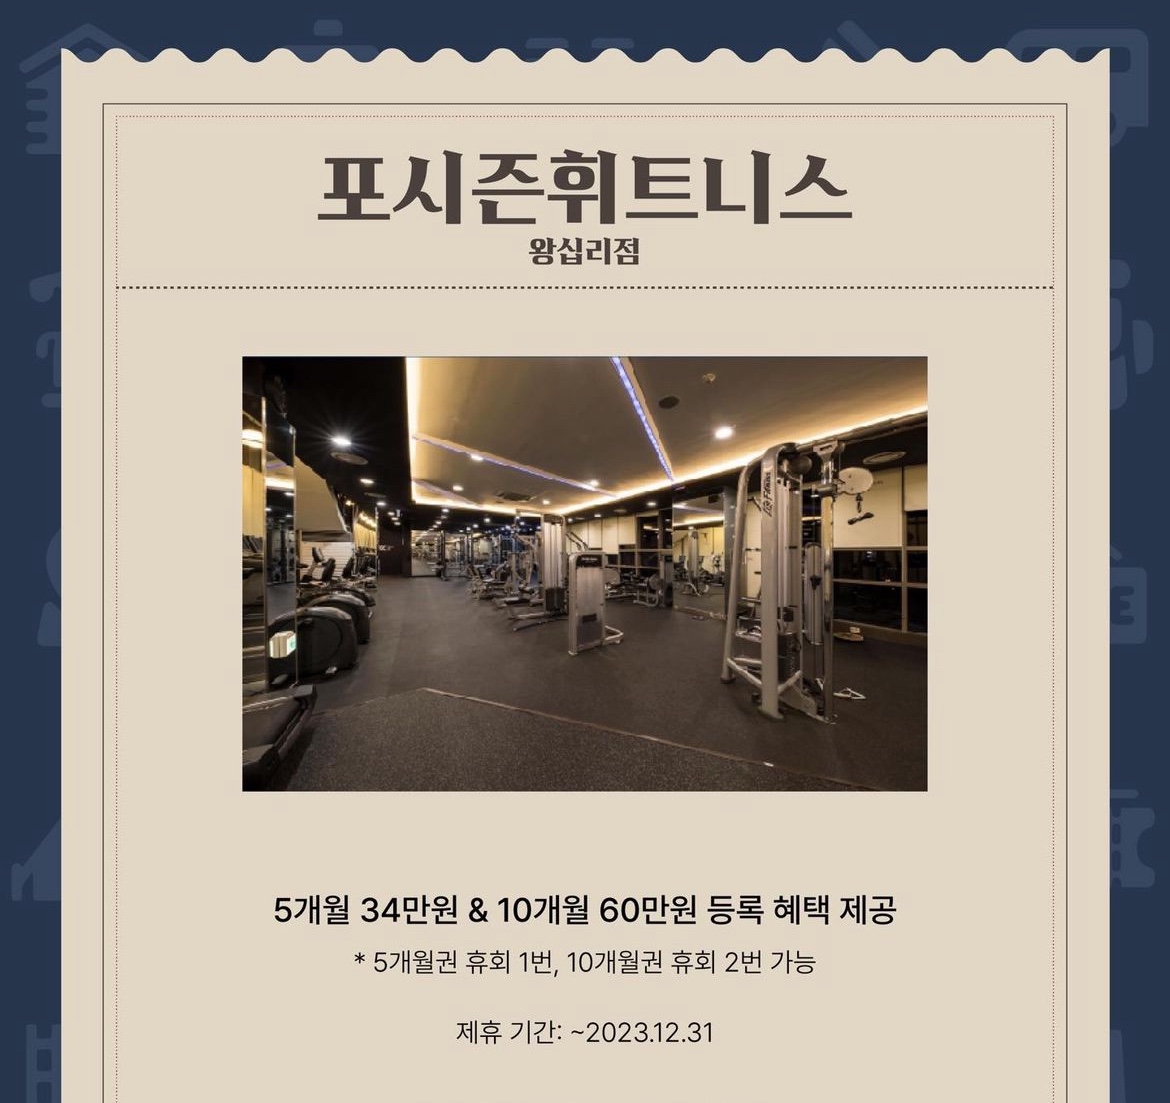 포시즌휘트니스
왕십리점
Life Fitness
5개월 34만원 & 10개월 60만원 등록 혜택 제공
* 5개월권 휴회 1번, 10개월권 휴회 2번 가능
제휴 기간: ~2023.12.31